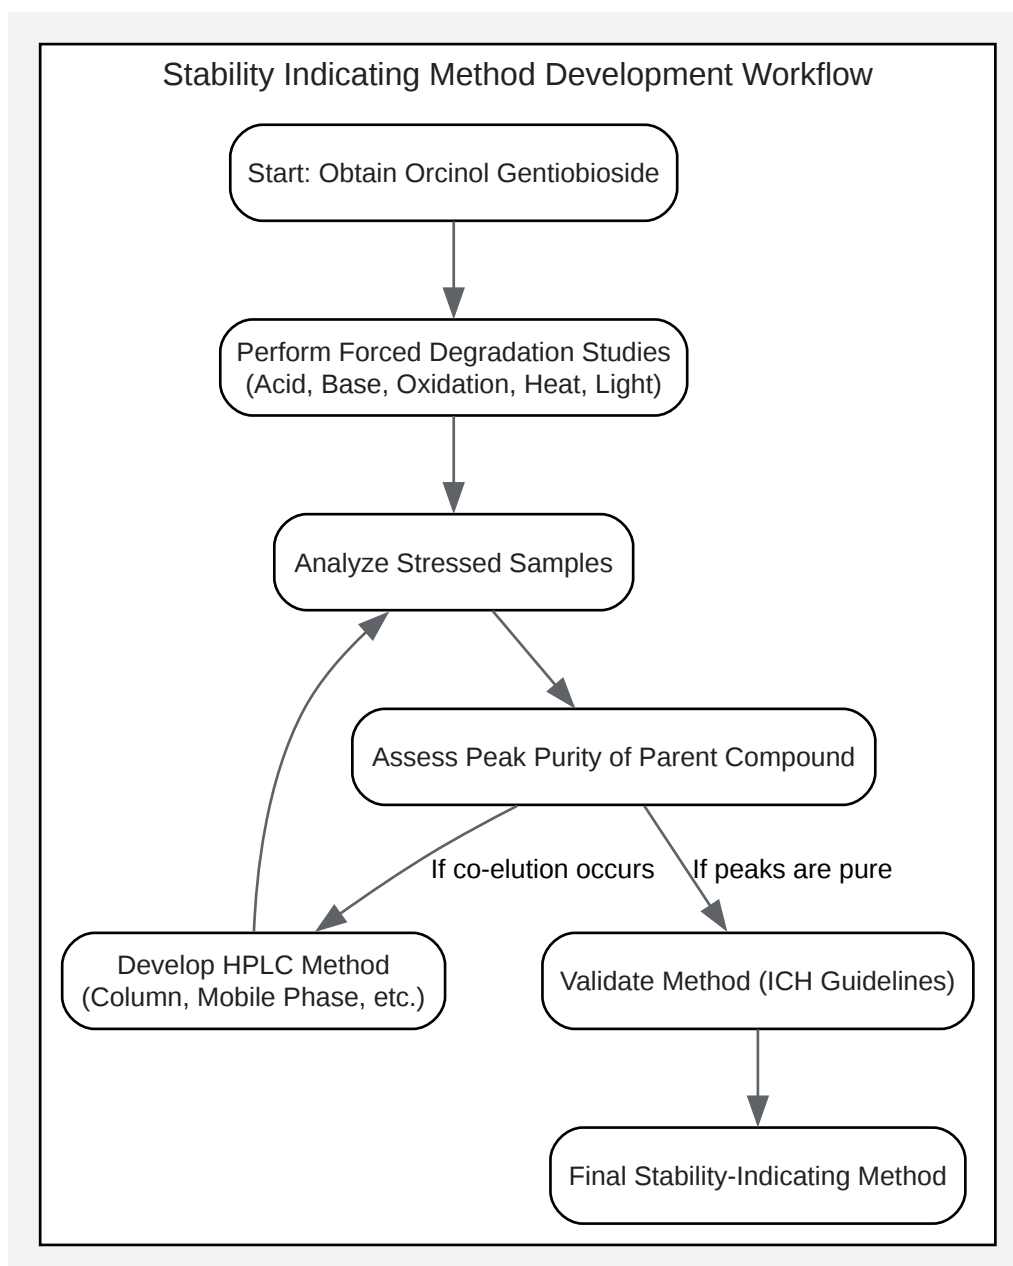 Stability Indicating Method Development Workflow
Start: Obtain Orcinol Gentiobioside
Perform Forced Degradation Studies
(Acid, Base, Oxidation, Heat, Light)
Analyze Stressed Samples
Assess Peak Purity of Parent Compound
If co-elution occurs
If peaks are pure
Develop HPLC Method
(Column, Mobile Phase, etc.)
Validate Method (ICH Guidelines)
Final Stability-Indicating Method